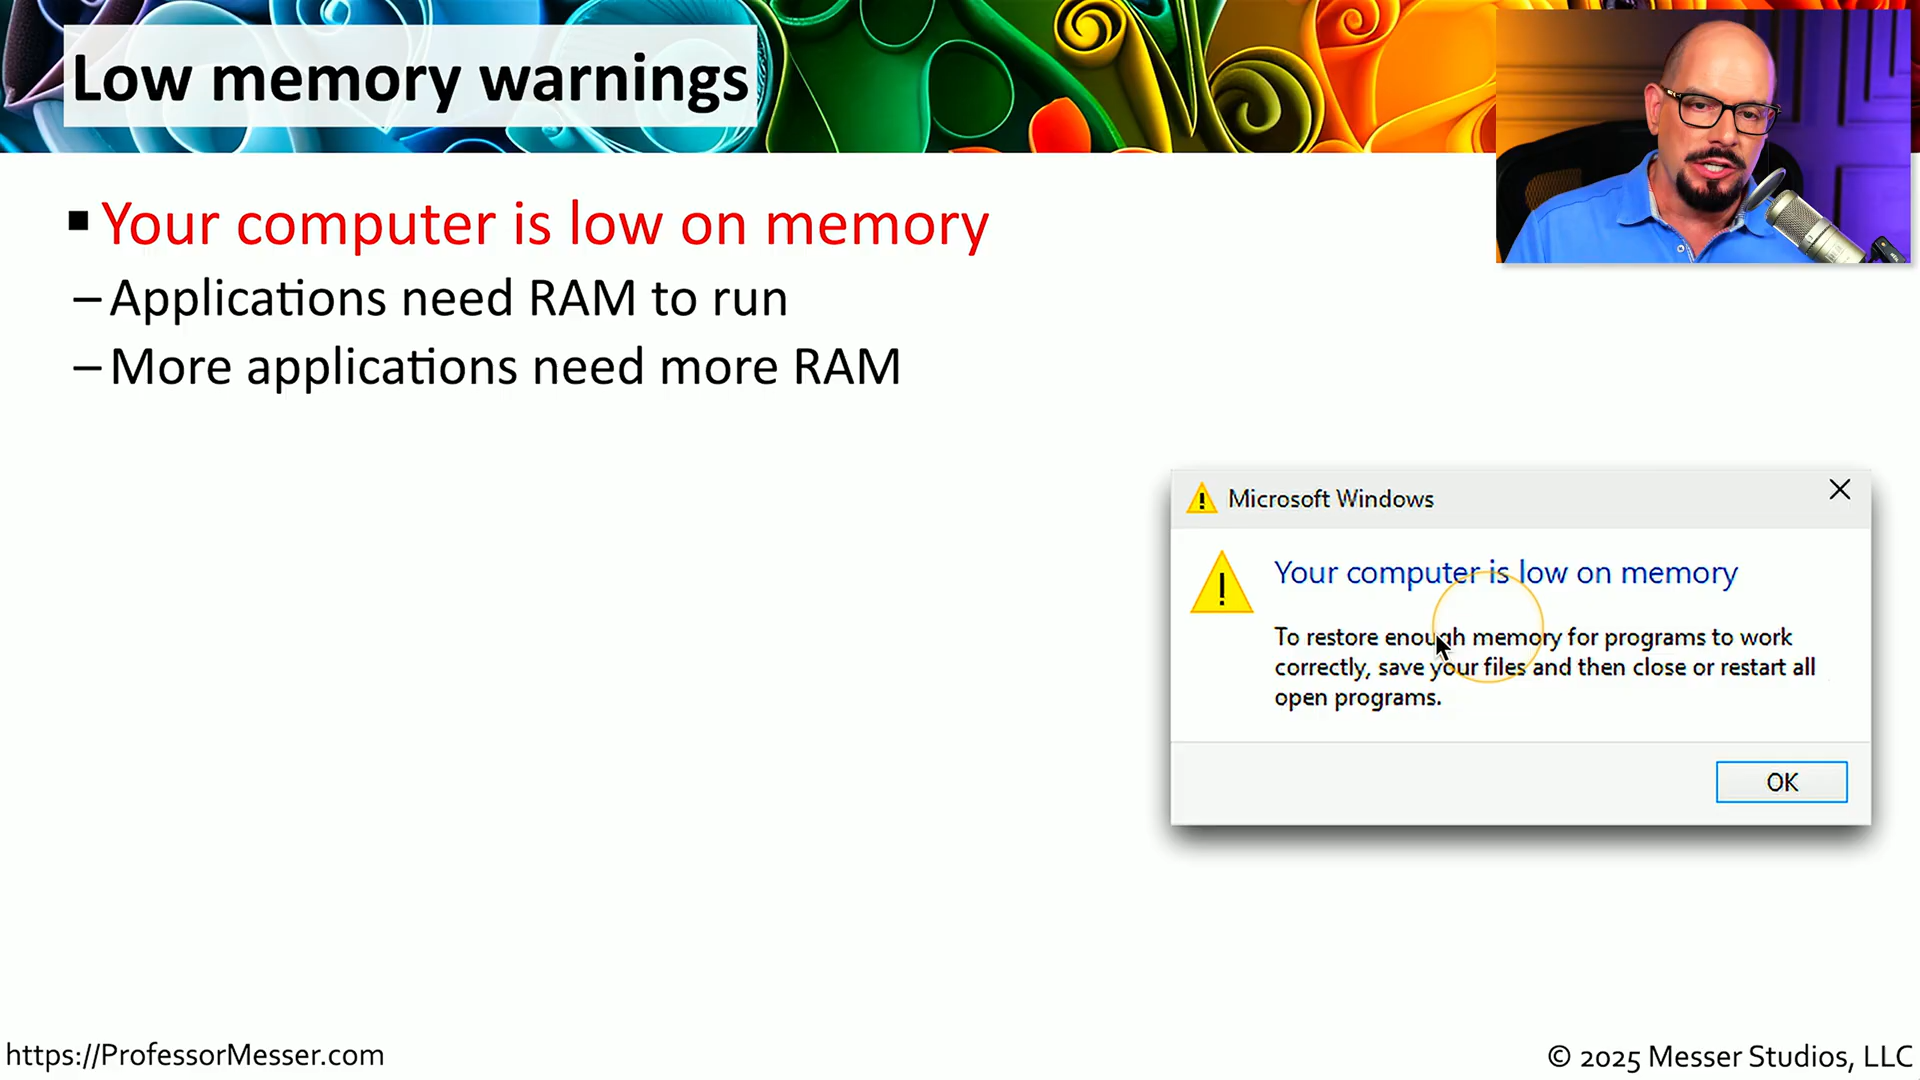 Low memory warnings
▪ Your computer is low on memory
– Applications need RAM to run
– More applications need more RAM
Microsoft Windows
Your computer is low on memory
To restore enough memory for programs to work
correctly, save your files and then close or restart all
open programs.
OK
https://ProfessorMesser.com
© 2025 Messer Studios, LLC